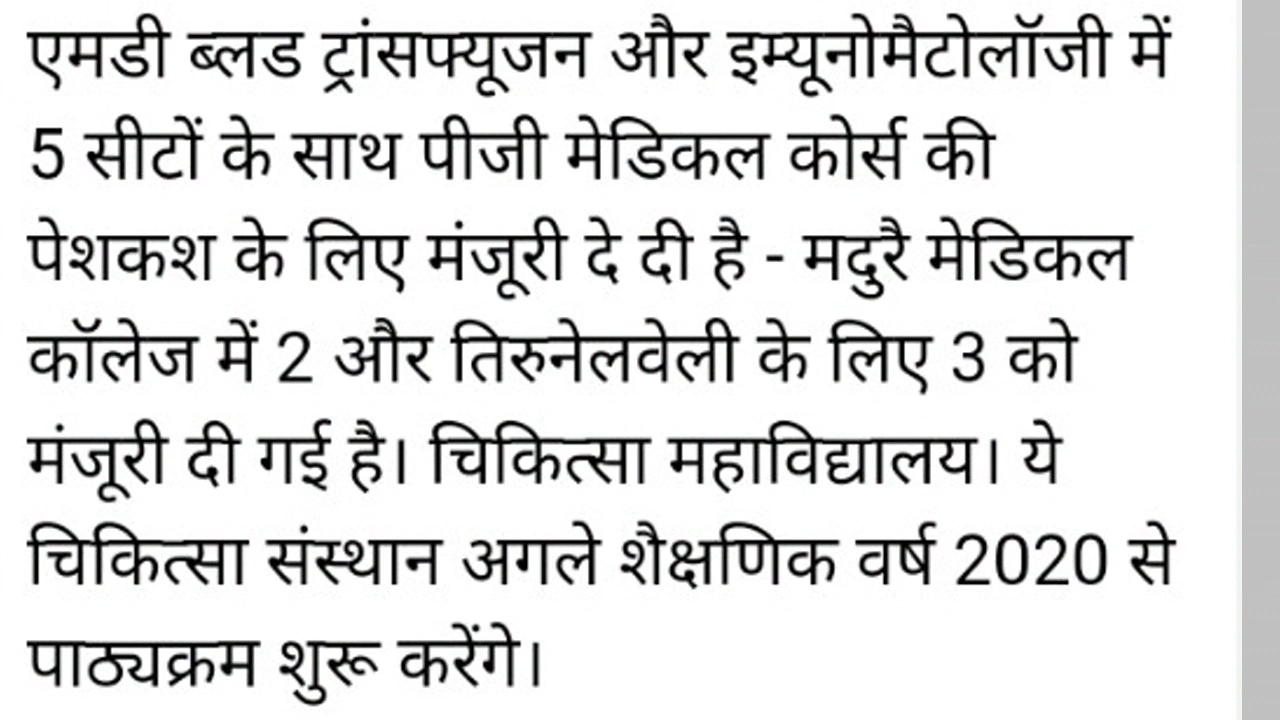 एमडी ब्लड ट्रांसफ्यूजन और इम्यूनोमैटोलॉजी में
5 सीटों के साथ पीजी मेडिकल कोर्स की
पेशकश के लिए मंजूरी दे दी है - मदुरै मेडिकल
कॉलेज में 2 और तिरुनेलवेली के लिए 3 को
मंजूरी दी गई है। चिकित्सा महाविद्यालय। ये
चिकित्सा संस्थान अगले शैक्षणिक वर्ष 2020 से
पाठ्यक्रम शुरू करेंगे।